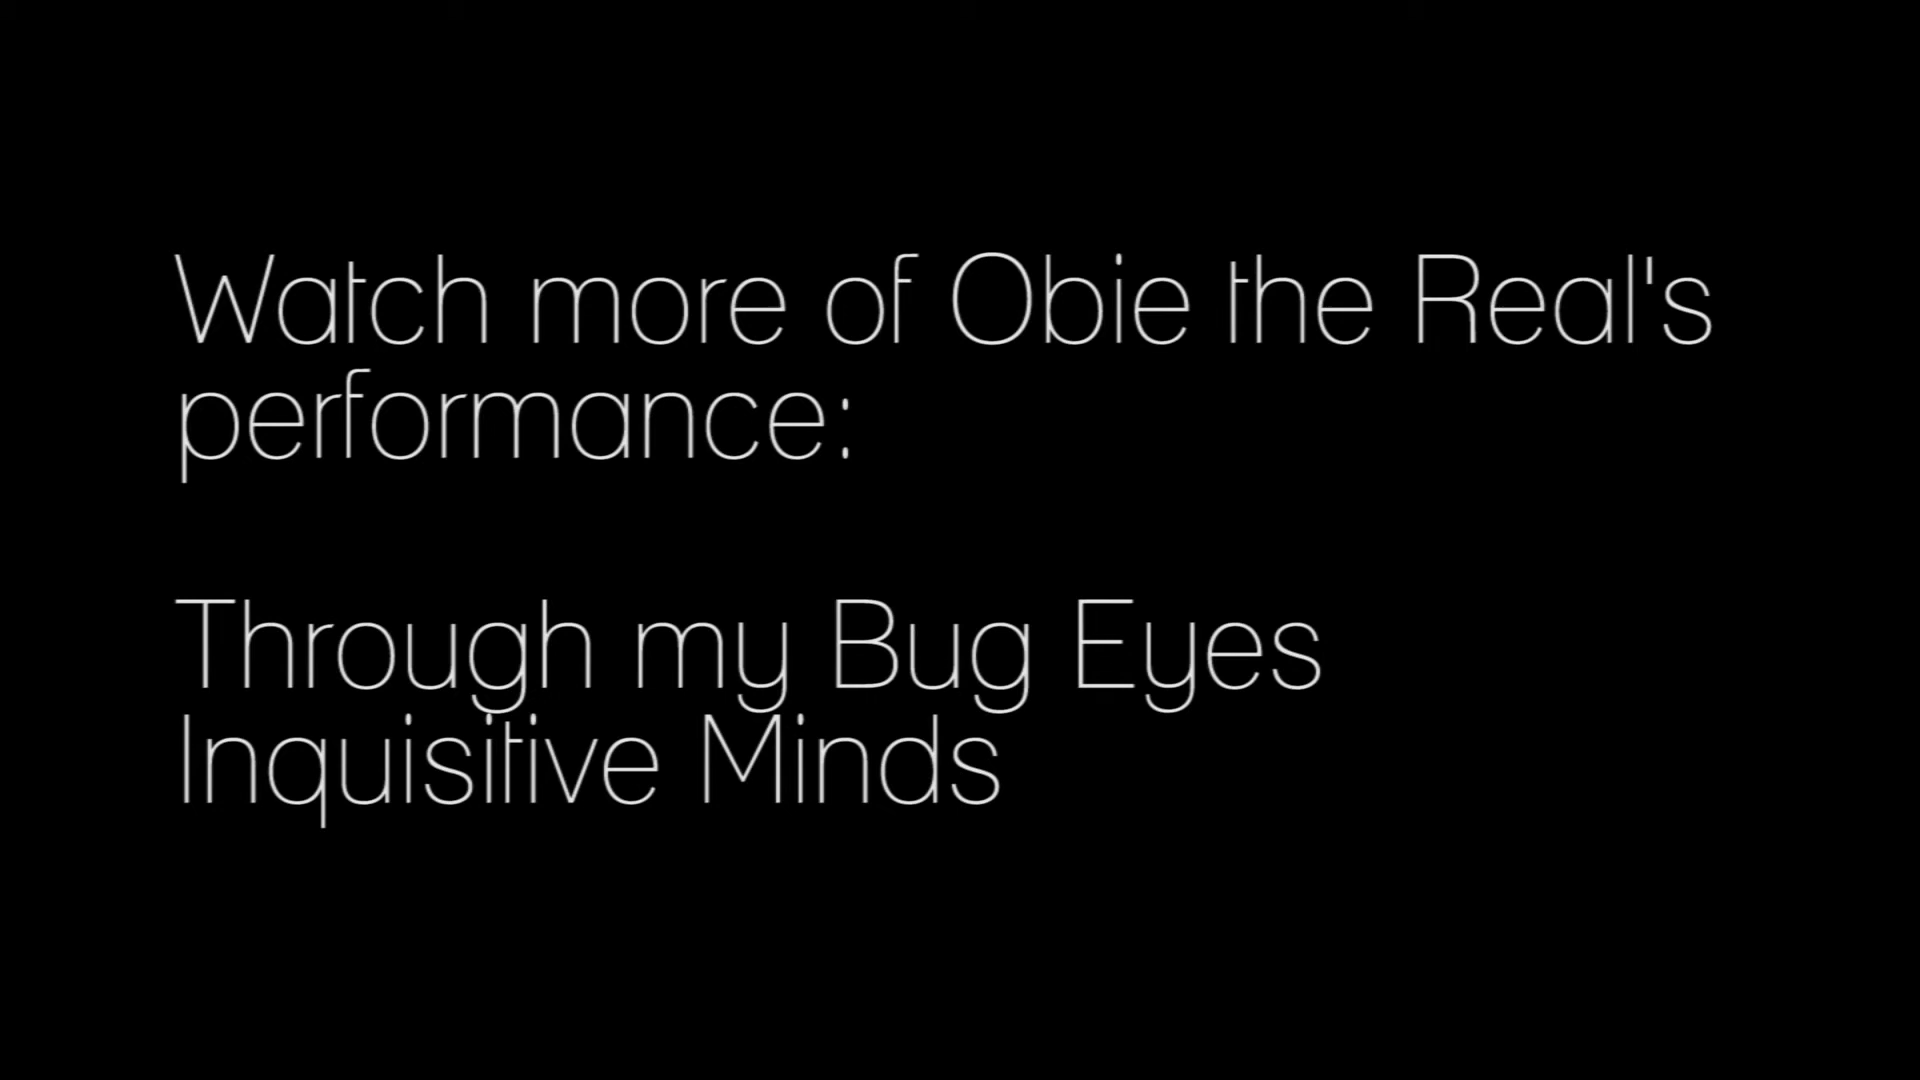 Watch more of Obie the Real's
performance:
Through my Bug Eyes
Inquisitive Minds